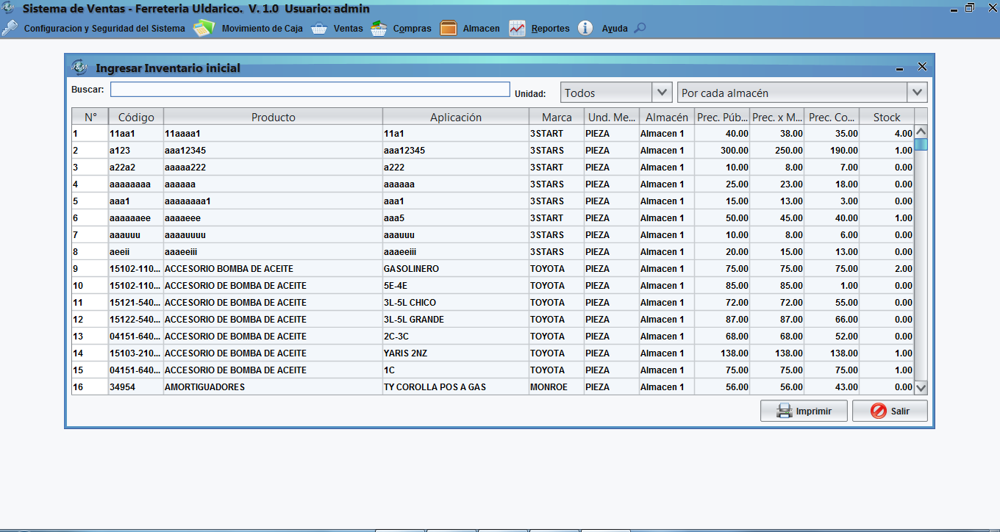 Sistema de Ventas - Ferreteria Uldarico. V. 1.0 Usuario: admin
Configuracion y Seguridad del Sistema Movimiento de Caja Ventas Compras Almacen Reportes Ayuda
Ingresar Inventario inicial
Buscar: Unidad: Todos Por cada almacén
N° Código Producto Aplicación Marca Und. Me... Almacén Prec. Púb... Prec. x M... Prec. Co... Stock
1 11aa1 11aaaa1 11a1 3START PIEZA Almacen 1 40.00 38.00 35.00 4.00
2 a123 aaa12345 aaa12345 3STARS PIEZA Almacen 1 300.00 250.00 190.00 1.00
3 a22a2 aaaaa222 a222 3START PIEZA Almacen 1 10.00 8.00 7.00 0.00
4 aaaaaaaa aaaaaa aaaaaa 3STARS PIEZA Almacen 1 25.00 23.00 18.00 0.00
5 aaa1 aaaaaaaa1 aaa1 3STARS PIEZA Almacen 1 15.00 13.00 3.00 0.00
6 aaaaaaee aaaaeee aaa5 3START PIEZA Almacen 1 50.00 45.00 40.00 1.00
7 aaauuu aaaauuuu aaauuu 3STARS PIEZA Almacen 1 10.00 8.00 6.00 0.00
8 aeeii aaaeeiii aaaeeiii 3STARS PIEZA Almacen 1 20.00 15.00 13.00 0.00
9 15102-110... ACCESORIO BOMBA DE ACEITE GASOLINERO TOYOTA PIEZA Almacen 1 75.00 75.00 75.00 2.00
10 15102-110... ACCESORIO DE BOMBA DE ACEITE 5E-4E TOYOTA PIEZA Almacen 1 85.00 85.00 1.00 0.00
11 15121-540... ACCESORIO DE BOMBA DE ACEITE 3L-5L CHICO TOYOTA PIEZA Almacen 1 72.00 72.00 55.00 0.00
12 15122-540... ACCESORIO DE BOMBA DE ACEITE 3L-5L GRANDE TOYOTA PIEZA Almacen 1 87.00 87.00 66.00 0.00
13 04151-640... ACCESORIO DE BOMBA DE ACEITE 2C-3C TOYOTA PIEZA Almacen 1 68.00 68.00 52.00 0.00
14 15103-210... ACCESORIO DE BOMBA DE ACEITE YARIS 2NZ TOYOTA PIEZA Almacen 1 138.00 138.00 138.00 1.00
15 04151-640... ACCESORIO DE BOMBA DE ACEITE 1C TOYOTA PIEZA Almacen 1 75.00 75.00 75.00 1.00
16 34954 AMORTIGUADORES TY COROLLA POS A GAS MONROE PIEZA Almacen 1 56.00 56.00 43.00 0.00
Imprimir Salir